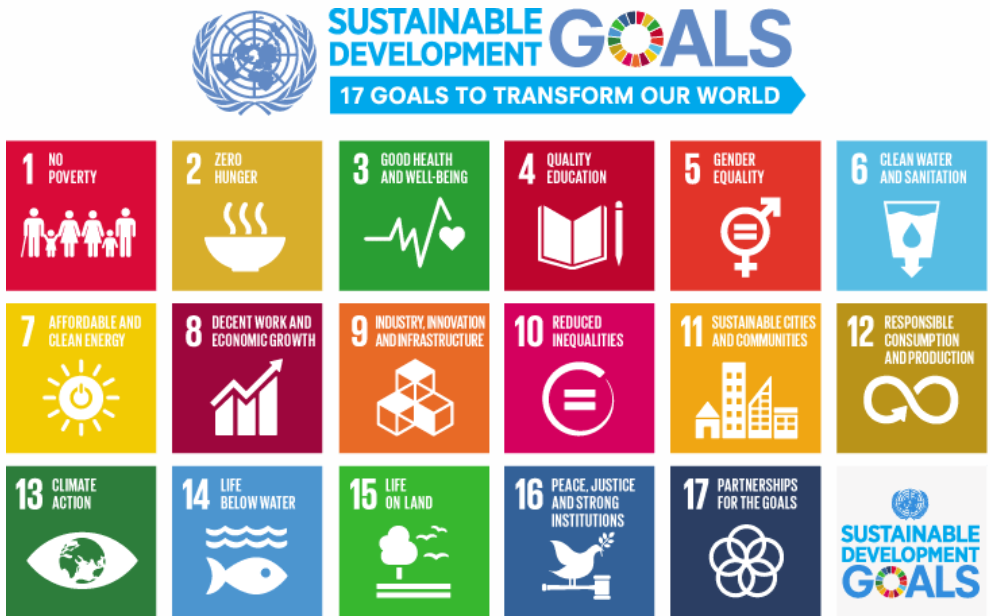 SUSTAINABLE
DEVELOPMENT
GOALS
17 GOALS TO TRANSFORM OUR WORLD
1 NO
POVERTY
2 ZERO
HUNGER
3 GOOD HEALTH
AND WELL-BEING
4 QUALITY
EDUCATION
5 GENDER
EQUALITY
6 CLEAN WATER
AND SANITATION
7 AFFORDABLE AND
CLEAN ENERGY
8 DECENT WORK AND
ECONOMIC GROWTH
9 INDUSTRY, INNOVATION
AND INFRASTRUCTURE
10 REDUCED
INEQUALITIES
11 SUSTAINABLE CITIES
AND COMMUNITIES
12 RESPONSIBLE
CONSUMPTION
AND PRODUCTION
13 CLIMATE
ACTION
14 LIFE
BELOW WATER
15 LIFE
ON LAND
16 PEACE, JUSTICE
AND STRONG
INSTITUTIONS
17 PARTNERSHIPS
FOR THE GOALS
SUSTAINABLE
DEVELOPMENT
GOALS